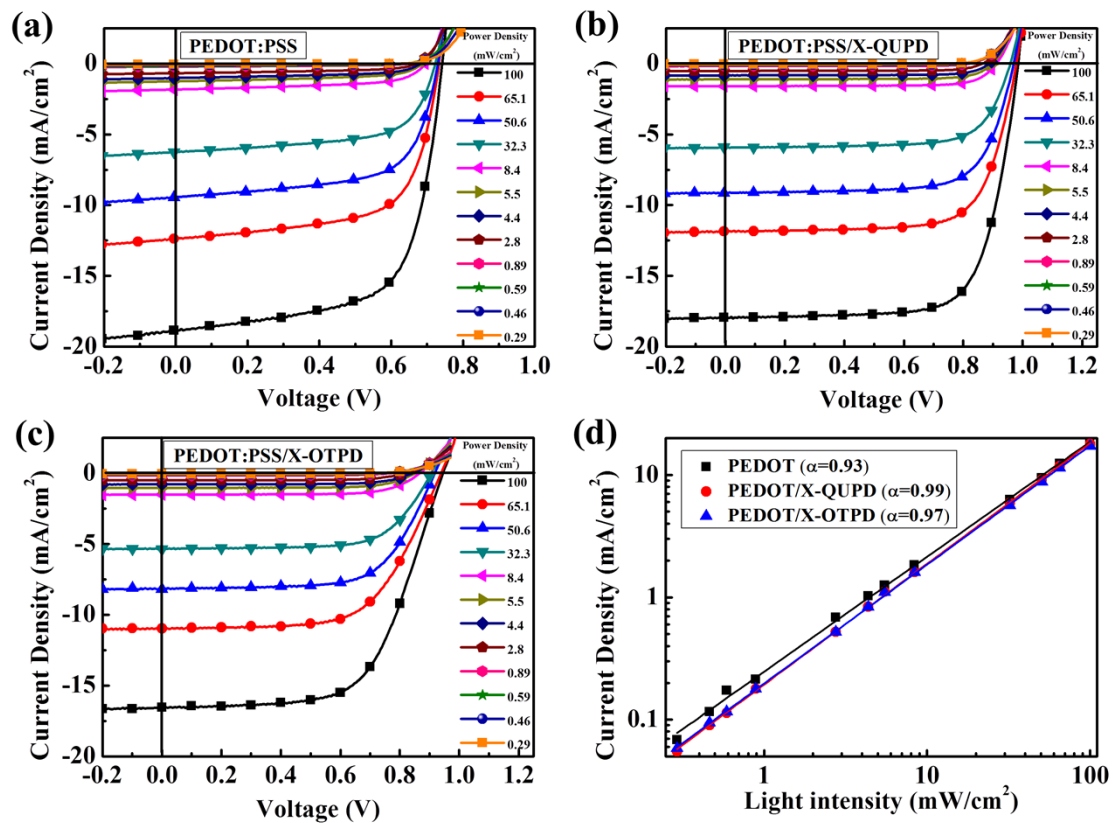 (a)
PEDOT:PSS
Power Density
(mW/cm²)
100
65.1
50.6
32.3
8.4
5.5
4.4
2.8
0.89
0.59
0.46
0.29
0
-5
-10
-15
-20
Current Density (mA/cm²)
-0.2 0.0 0.2 0.4 0.6 0.8 1.0
Voltage (V)
(b)
PEDOT:PSS/X-QUPD
Power Density
(mW/cm²)
100
65.1
50.6
32.3
8.4
5.5
4.4
2.8
0.89
0.59
0.46
0.29
0
-5
-10
-15
-20
Current Density (mA/cm²)
-0.2 0.0 0.2 0.4 0.6 0.8 1.0 1.2
Voltage (V)
(c)
PEDOT:PSS/X-OTPD
Power Density
(mW/cm²)
100
65.1
50.6
32.3
8.4
5.5
4.4
2.8
0.89
0.59
0.46
0.29
0
-5
-10
-15
-20
Current Density (mA/cm²)
-0.2 0.0 0.2 0.4 0.6 0.8 1.0 1.2
Voltage (V)
(d)
PEDOT (α=0.93)
PEDOT/X-QUPD (α=0.99)
PEDOT/X-OTPD (α=0.97)
10
1
0.1
Current Density (mA/cm²)
1 10 100
Light intensity (mW/cm²)